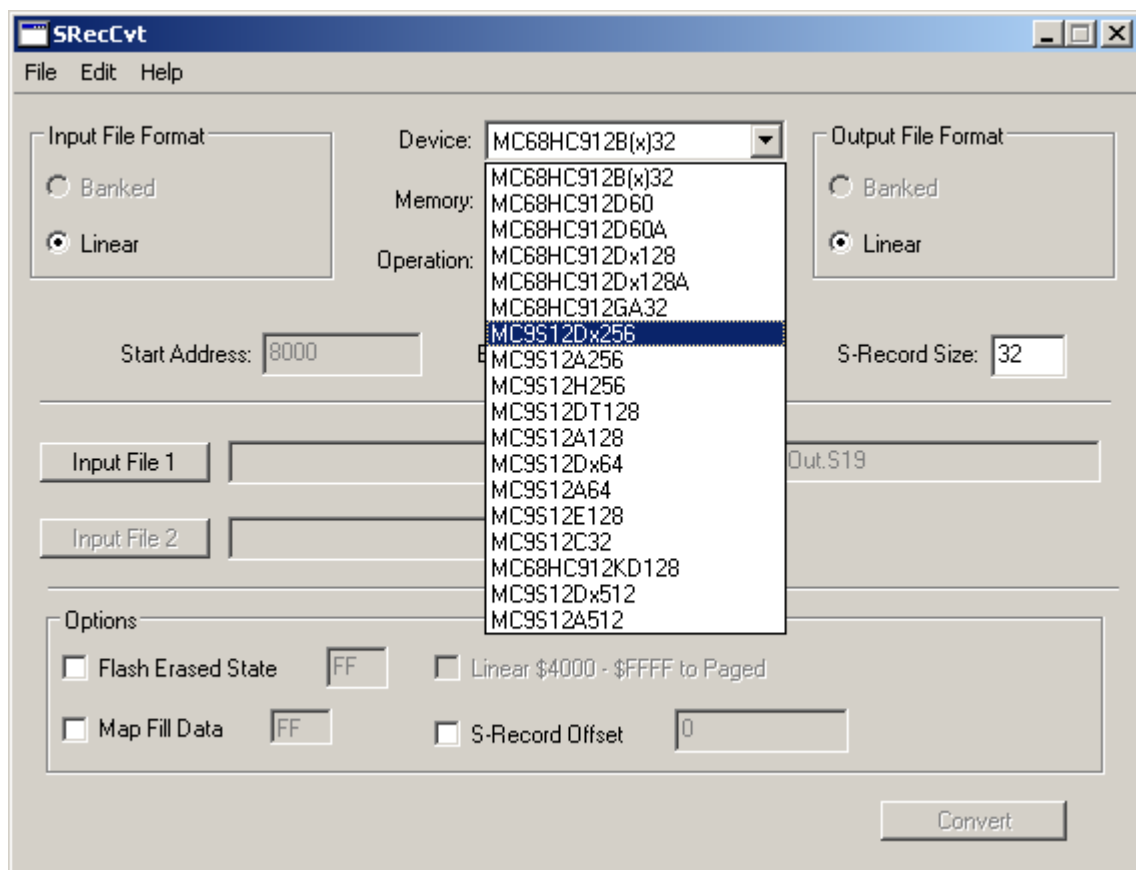 SRecCvt
File Edit Help
Input File Format
Banked
Linear
Device: MC68HC912B(x)32
Memory:
Operation:
MC68HC912B(x)32
MC68HC912D60
MC68HC912D60A
MC68HC912Dx128
MC68HC912Dx128A
MC68HC912GA32
MC9S12Dx256
MC9S12A256
MC9S12H256
MC9S12DT128
MC9S12A128
MC9S12Dx64
MC9S12A64
MC9S12E128
MC9S12C32
MC68HC912KD128
MC9S12Dx512
MC9S12A512
Output File Format
Banked
Linear
Start Address: 8000
S-Record Size: 32
Input File 1
Out.S19
Input File 2
Options
Flash Erased State FF
Linear $4000 - $FFFF to Paged
Map Fill Data FF
S-Record Offset 0
Convert